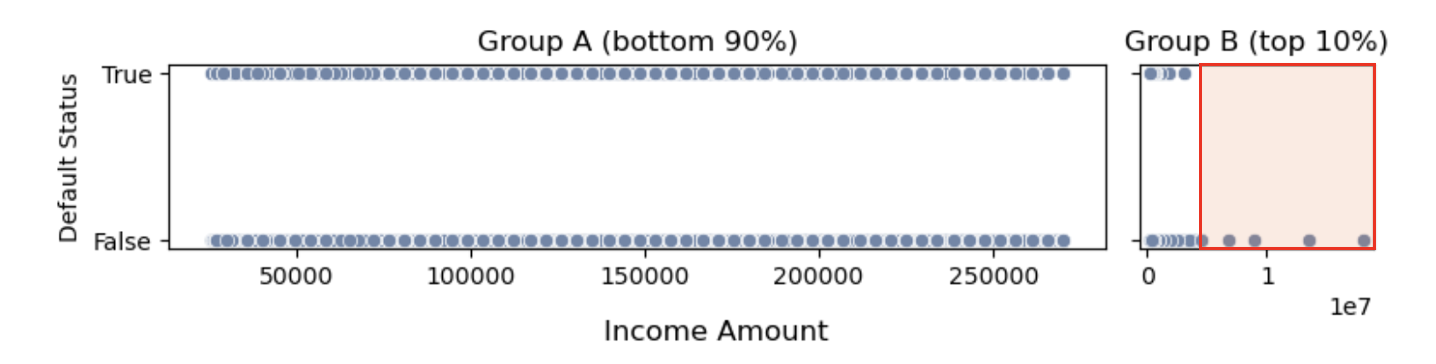 Group A (bottom 90%)
Group B (top 10%)
Default Status
True
False
50000 100000 150000 200000 250000
0 1
1e7
Income Amount